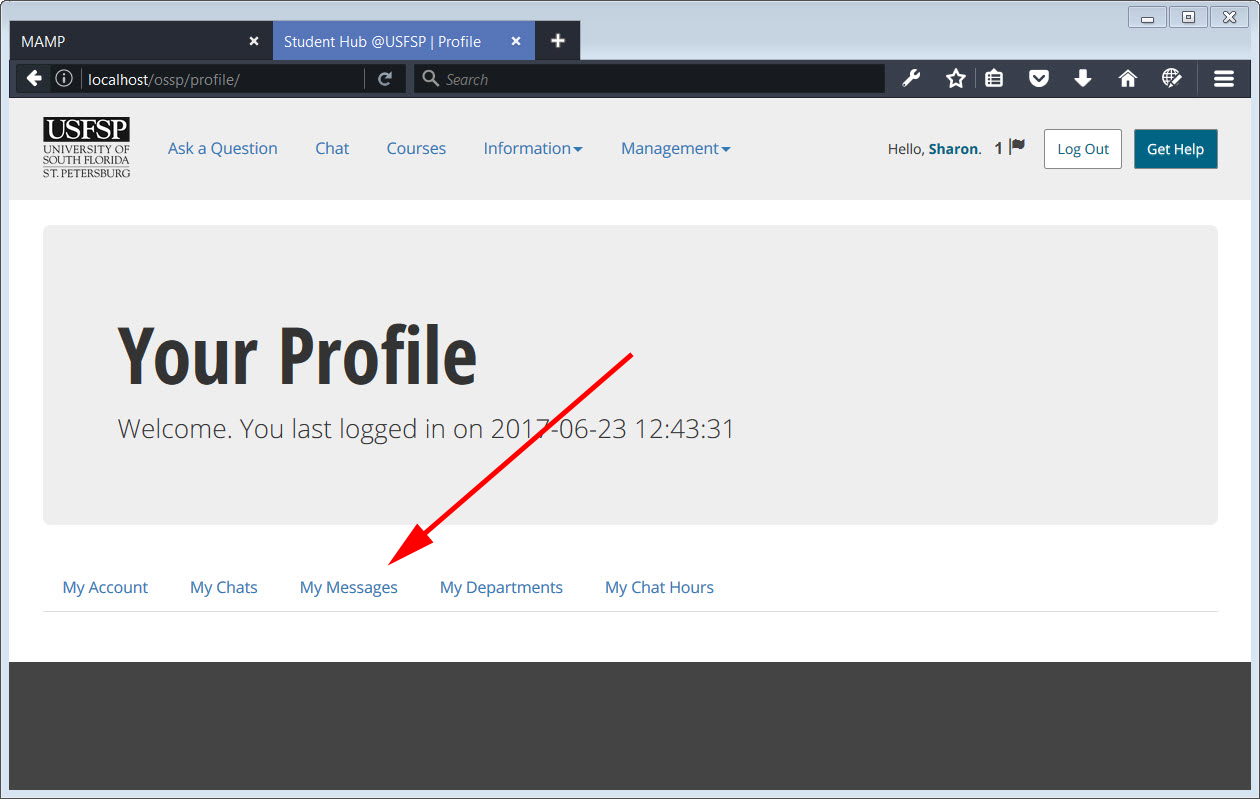 MAMP
Student Hub @USFSP | Profile
localhost/ossp/profile/
Search
USFSP
UNIVERSITY OF
SOUTH FLORIDA
ST. PETERSBURG
Ask a Question Chat Courses Information Management
Hello, Sharon. 1 Log Out Get Help
Your Profile
Welcome. You last logged in on 2017-06-23 12:43:31
My Account My Chats My Messages My Departments My Chat Hours